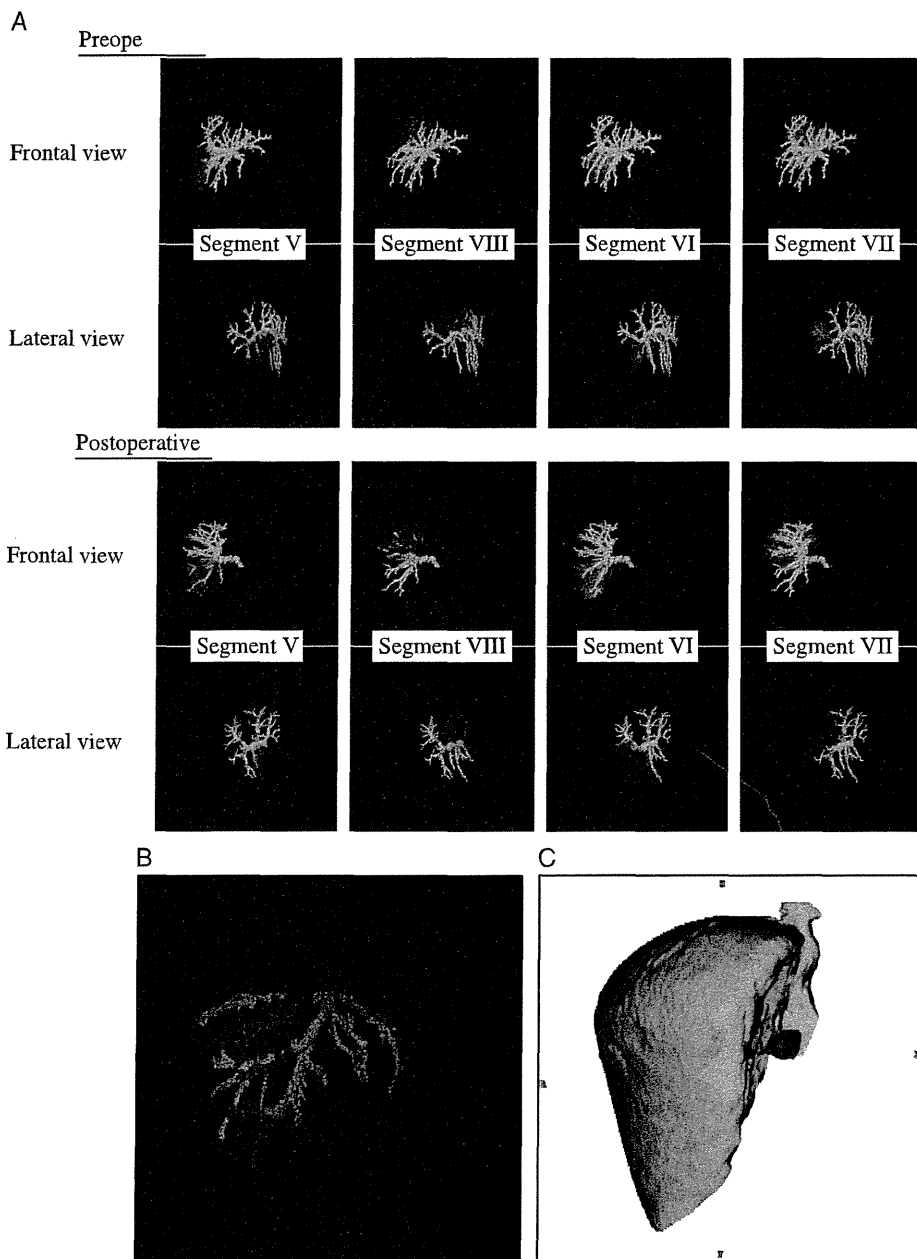 A
Preope
Frontal view
Segment V
Segment VIII
Segment VI
Segment VII
Lateral view
Postoperative
Frontal view
Segment V
Segment VIII
Segment VI
Segment VII
Lateral view
B
C